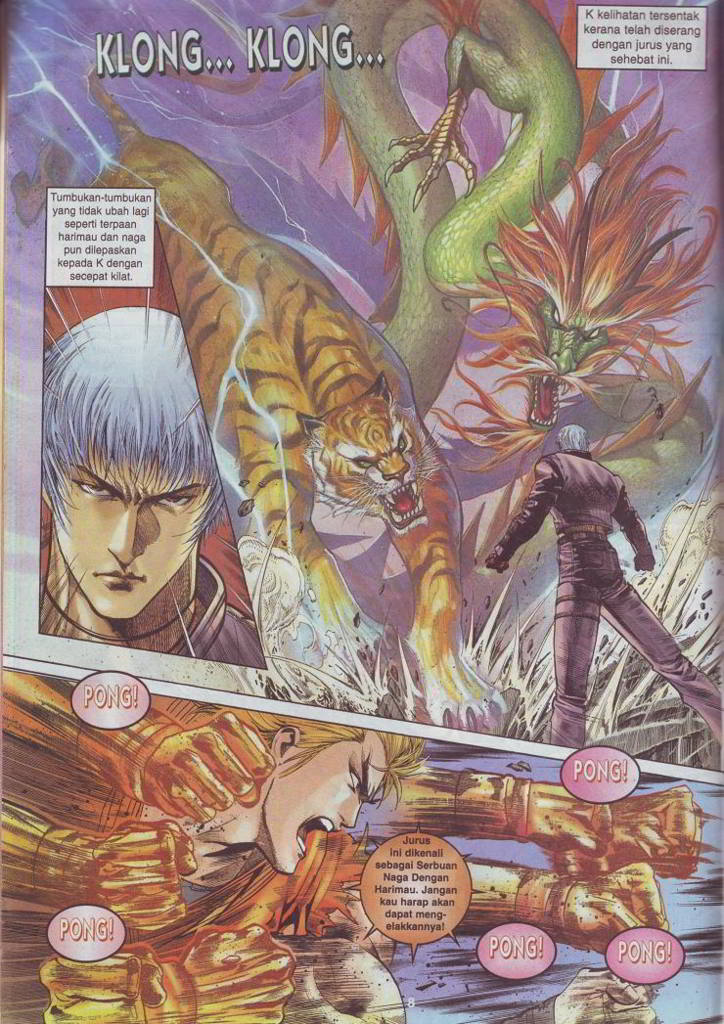 KLONG... KLONG...
K kelihatan tersentak
kerana telah diserang
dengan jurus yang
sehebat ini.
Tumbukan-tumbukan
yang tidak ubah lagi
seperti terpaan
harimau dan naga
pun dilepaskan
kepada K dengan
secepat kilat.
PONG!
PONG!
Jurus
ini dikenali
sebagai Serbuan
Naga Dengan
Harimau. Jangan
kau harap akan
dapat meng-
elakkannya!
PONG!
PONG!
PONG!
8